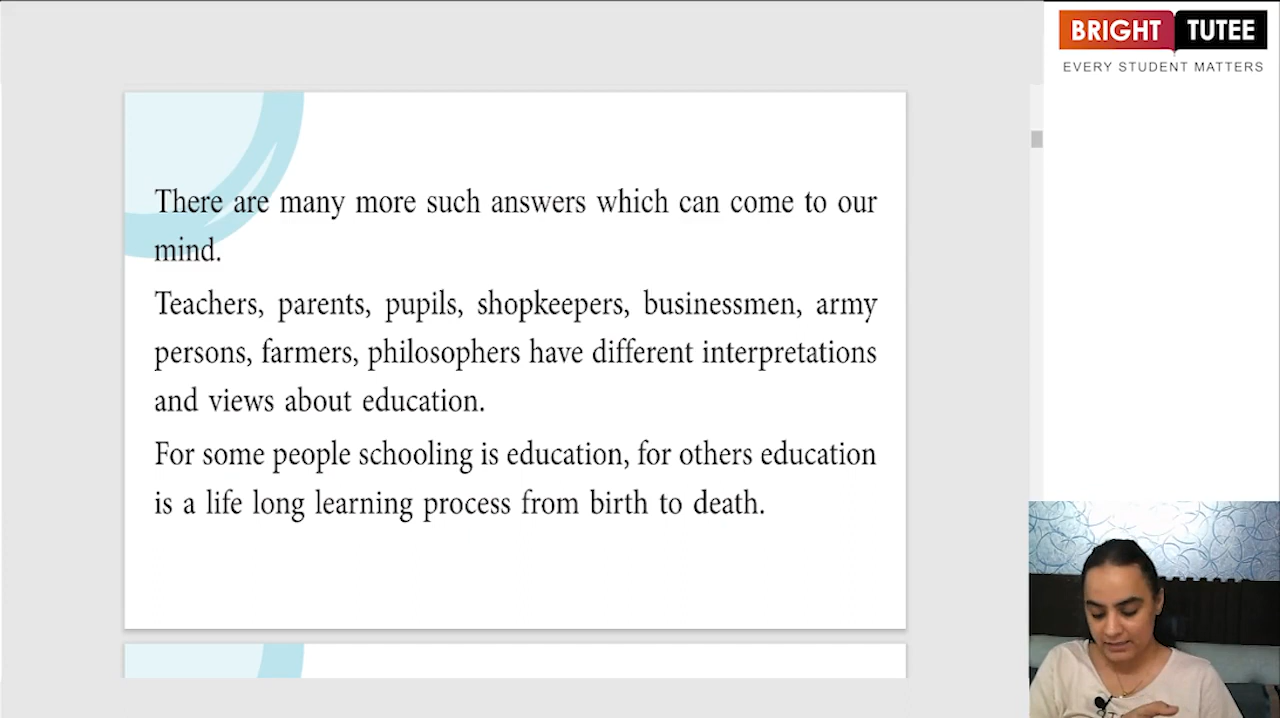 BRIGHT TUTEE
EVERY STUDENT MATTERS
There are many more such answers which can come to our
mind.
Teachers, parents, pupils, shopkeepers, businessmen, army
persons, farmers, philosophers have different interpretations
and views about education.
For some people schooling is education, for others education
is a life long learning process from birth to death.